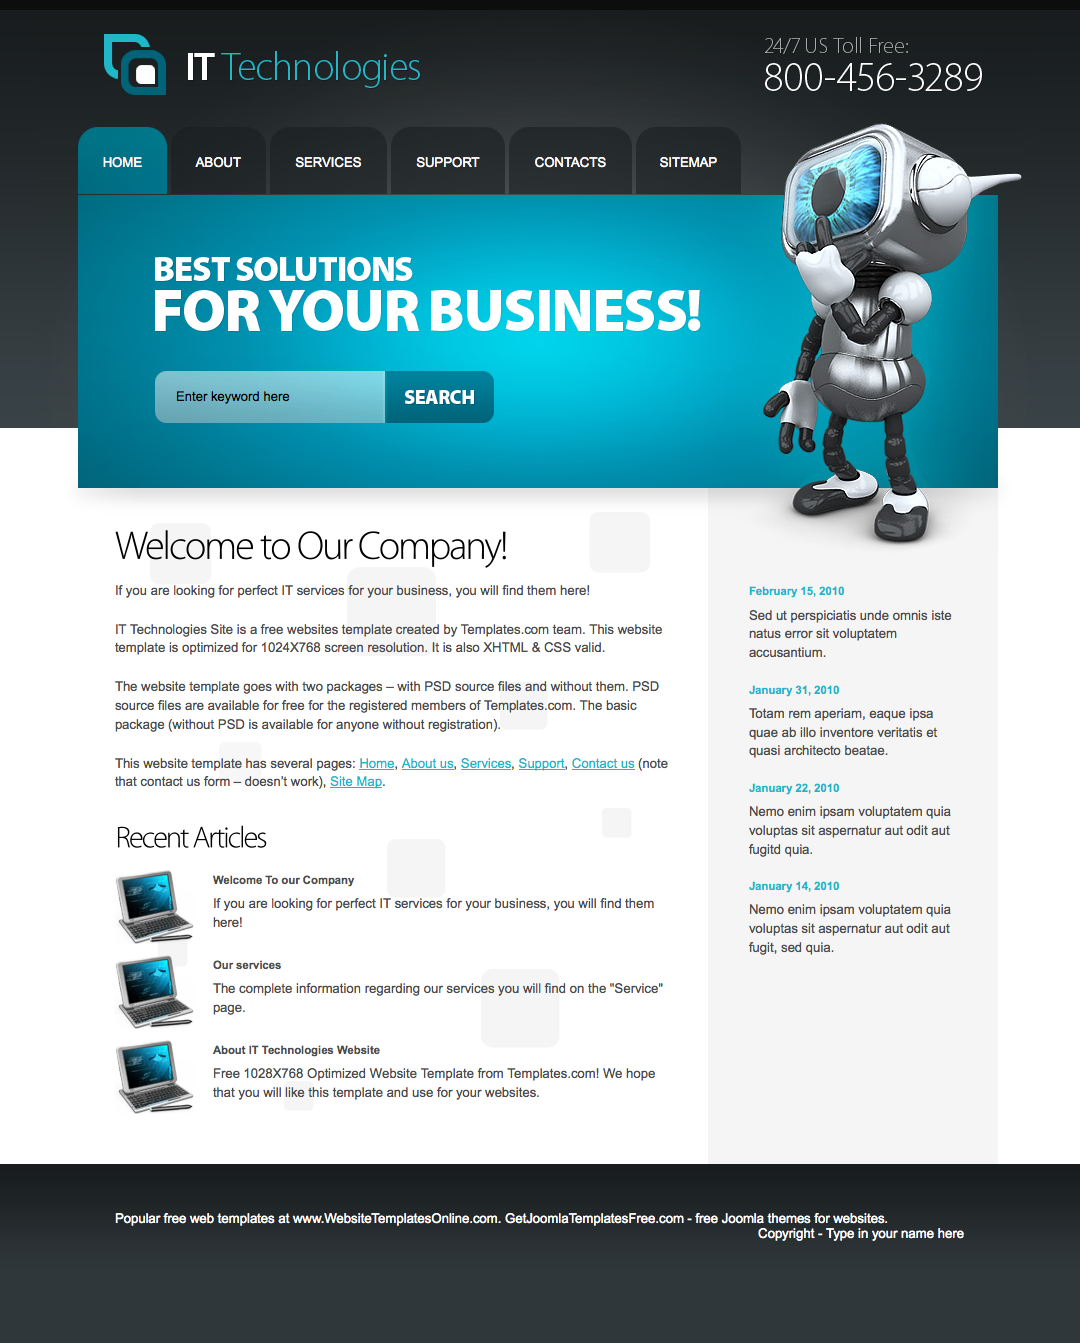 IT Technologies
24/7 US Toll Free:
800-456-3289
HOME
ABOUT
SERVICES
SUPPORT
CONTACTS
SITEMAP
BEST SOLUTIONS
FOR YOUR BUSINESS!
Enter keyword here
SEARCH
Welcome to Our Company!
If you are looking for perfect IT services for your business, you will find them here!
IT Technologies Site is a free websites template created by Templates.com team. This website
template is optimized for 1024X768 screen resolution. It is also XHTML & CSS valid.
The website template goes with two packages – with PSD source files and without them. PSD
source files are available for free for the registered members of Templates.com. The basic
package (without PSD is available for anyone without registration).
This website template has several pages: Home, About us, Services, Support, Contact us (note
that contact us form – doesn't work), Site Map.
Recent Articles
Welcome To our Company
If you are looking for perfect IT services for your business, you will find them
here!
Our services
The complete information regarding our services you will find on the "Service"
page.
About IT Technologies Website
Free 1028X768 Optimized Website Template from Templates.com! We hope
that you will like this template and use for your websites.
February 15, 2010
Sed ut perspiciatis unde omnis iste
natus error sit voluptatem
accusantium.
January 31, 2010
Totam rem aperiam, eaque ipsa
quae ab illo inventore veritatis et
quasi architecto beatae.
January 22, 2010
Nemo enim ipsam voluptatem quia
voluptas sit aspernatur aut odit aut
fugitd quia.
January 14, 2010
Nemo enim ipsam voluptatem quia
voluptas sit aspernatur aut odit aut
fugit, sed quia.
Popular free web templates at www.WebsiteTemplatesOnline.com. GetJoomlaTemplatesFree.com - free Joomla themes for websites.
Copyright - Type in your name here